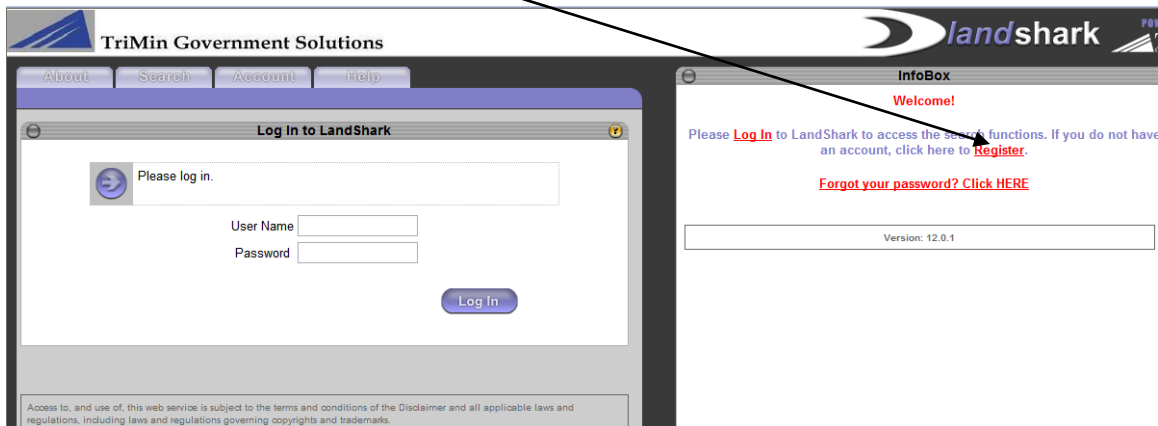 TriMin Government Solutions
landshark
About Search Account Help
Log In to LandShark
Please log in.
User Name
Password
Log In
Access to, and use of, this web service is subject to the terms and conditions of the Disclaimer and all applicable laws and
regulations, including laws and regulations governing copyrights and trademarks.
InfoBox
Welcome!
Please Log In to LandShark to access the search functions. If you do not have
an account, click here to Register.
Forgot your password? Click HERE
Version: 12.0.1